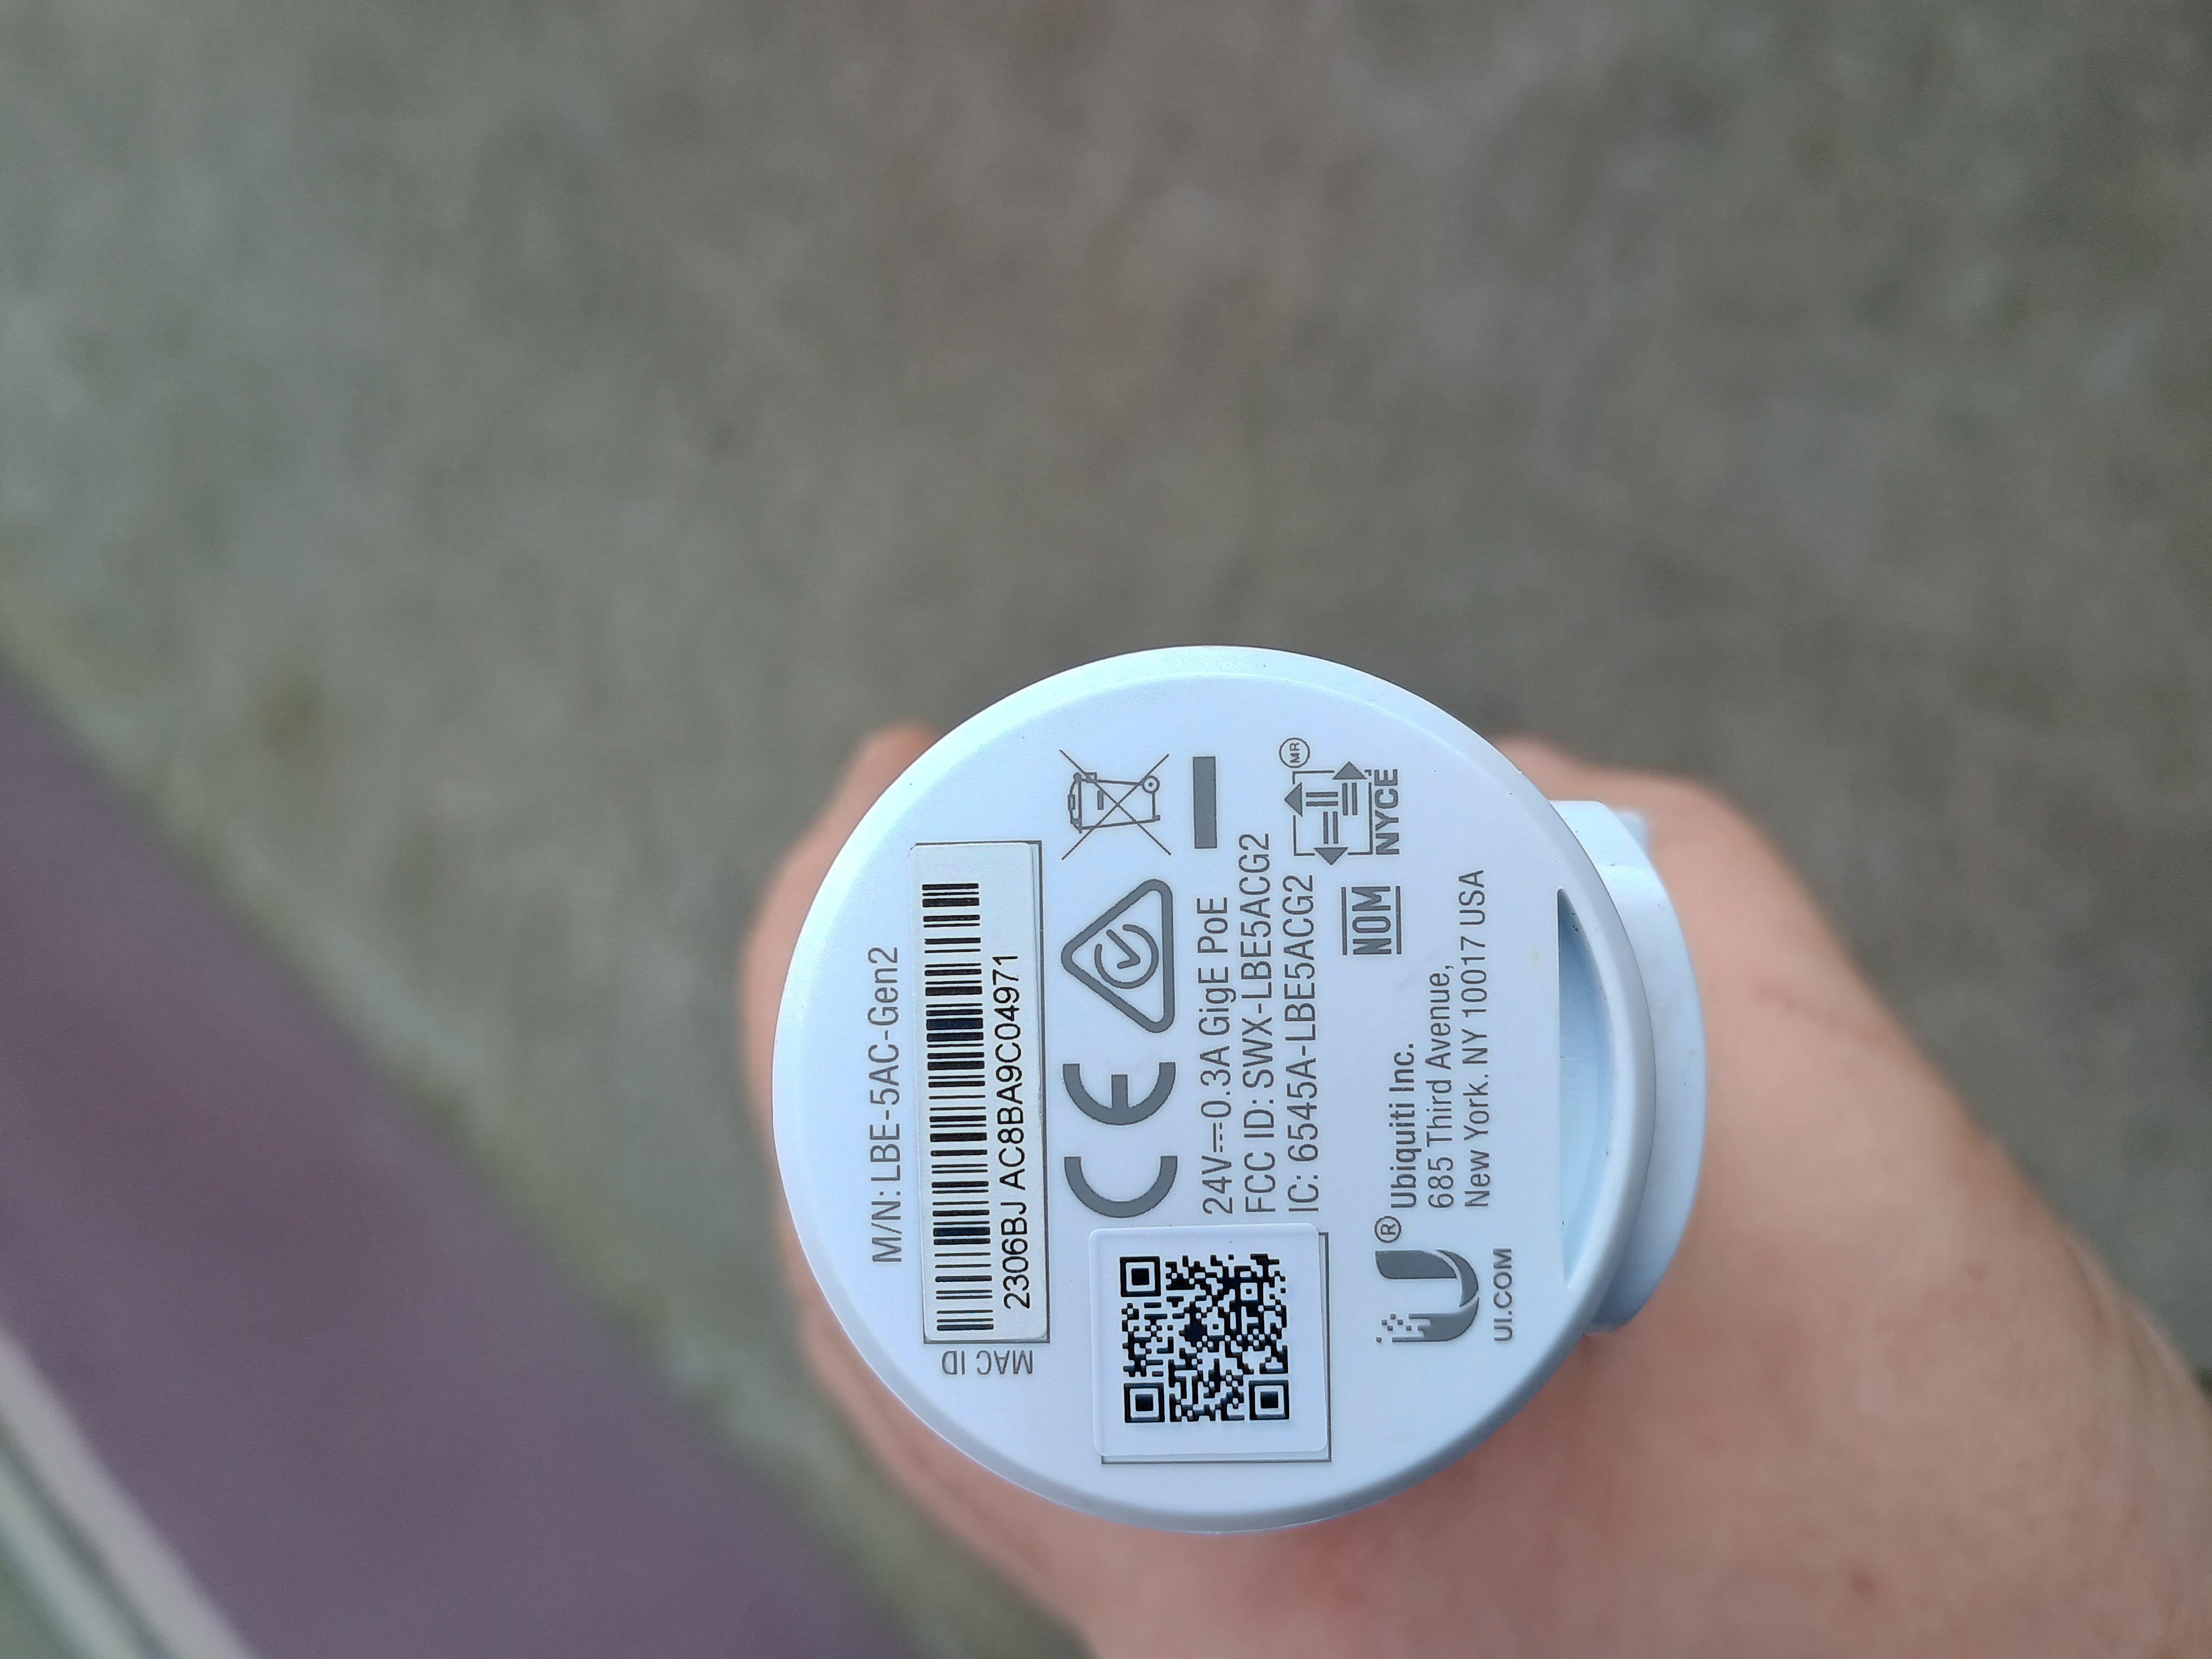 M/N: LBE-5AC-Gen2
MAC ID
2306BJ AC8BA9C04971
CE
24V⎓0.3A GigE PoE
FCC ID: SWX-LBE5ACG2
IC: 6545A-LBE5ACG2
NOM
NYCE
MR
U®
Ubiquiti Inc.
685 Third Avenue,
New York. NY 10017 USA
UI.COM